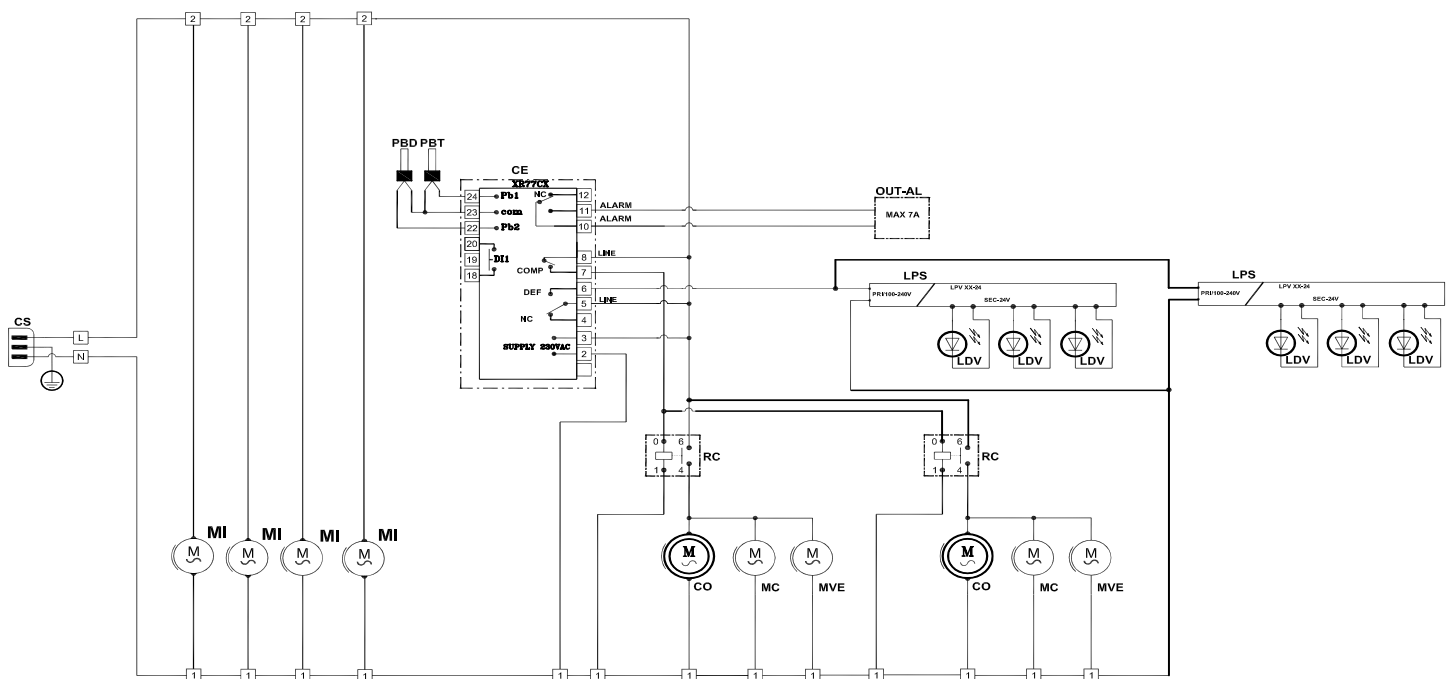 2 2 2 2
PBD PBT
CE
XR77CX
24 Pb1 NC 12
23 com 11 ALARM
22 Pb2 10 ALARM
20
19 DI1
18
8 LINE
COMP 7
DEF 6
5 LINE
NC 4
3
SUPPLY 230VAC 2
OUT-AL
MAX 7A
LPS
PRI/100-240V LPV XX-24
SEC-24V
LDV LDV LDV
LPS
PRI/100-240V LPV XX-24
SEC-24V
LDV LDV LDV
CS
L
N
0 6
1 4
RC
0 6
1 4
RC
M MI M MI M MI M MI
M CO M MC M MVE
M CO M MC M MVE
1 1 1 1 1 1 1 1 1 1 1 1 1